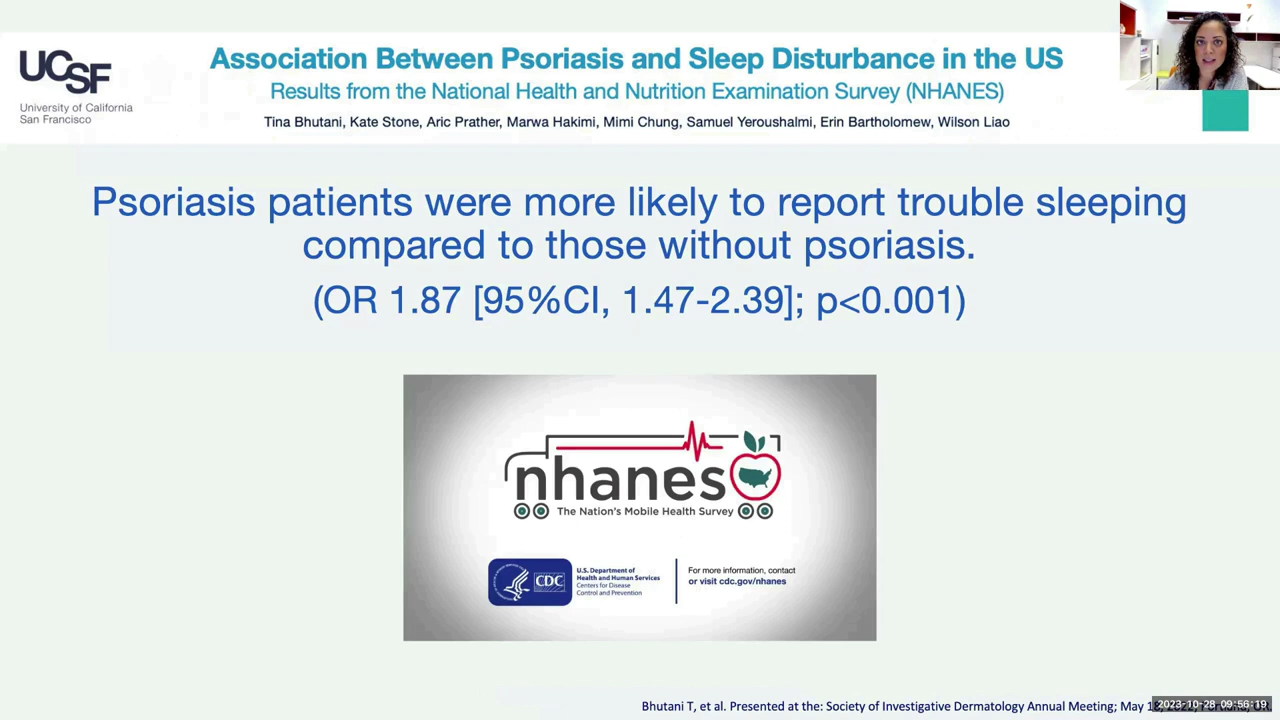 UCSF
University of California
San Francisco
Association Between Psoriasis and Sleep Disturbance in the US
Results from the National Health and Nutrition Examination Survey (NHANES)
Tina Bhutani, Kate Stone, Aric Prather, Marwa Hakimi, Mimi Chung, Samuel Yeroushalmi, Erin Bartholomew, Wilson Liao
Psoriasis patients were more likely to report trouble sleeping
compared to those without psoriasis.
(OR 1.87 [95%CI, 1.47-2.39]; p<0.001)
nhanes
The Nation's Mobile Health Survey
CDC
U.S. Department of
Health and Human Services
Centers for Disease
Control and Prevention
For more information, contact
or visit cdc.gov/nhanes
Bhutani T, et al. Presented at the: Society of Investigative Dermatology Annual Meeting; May
2023-10-28 09:56:19